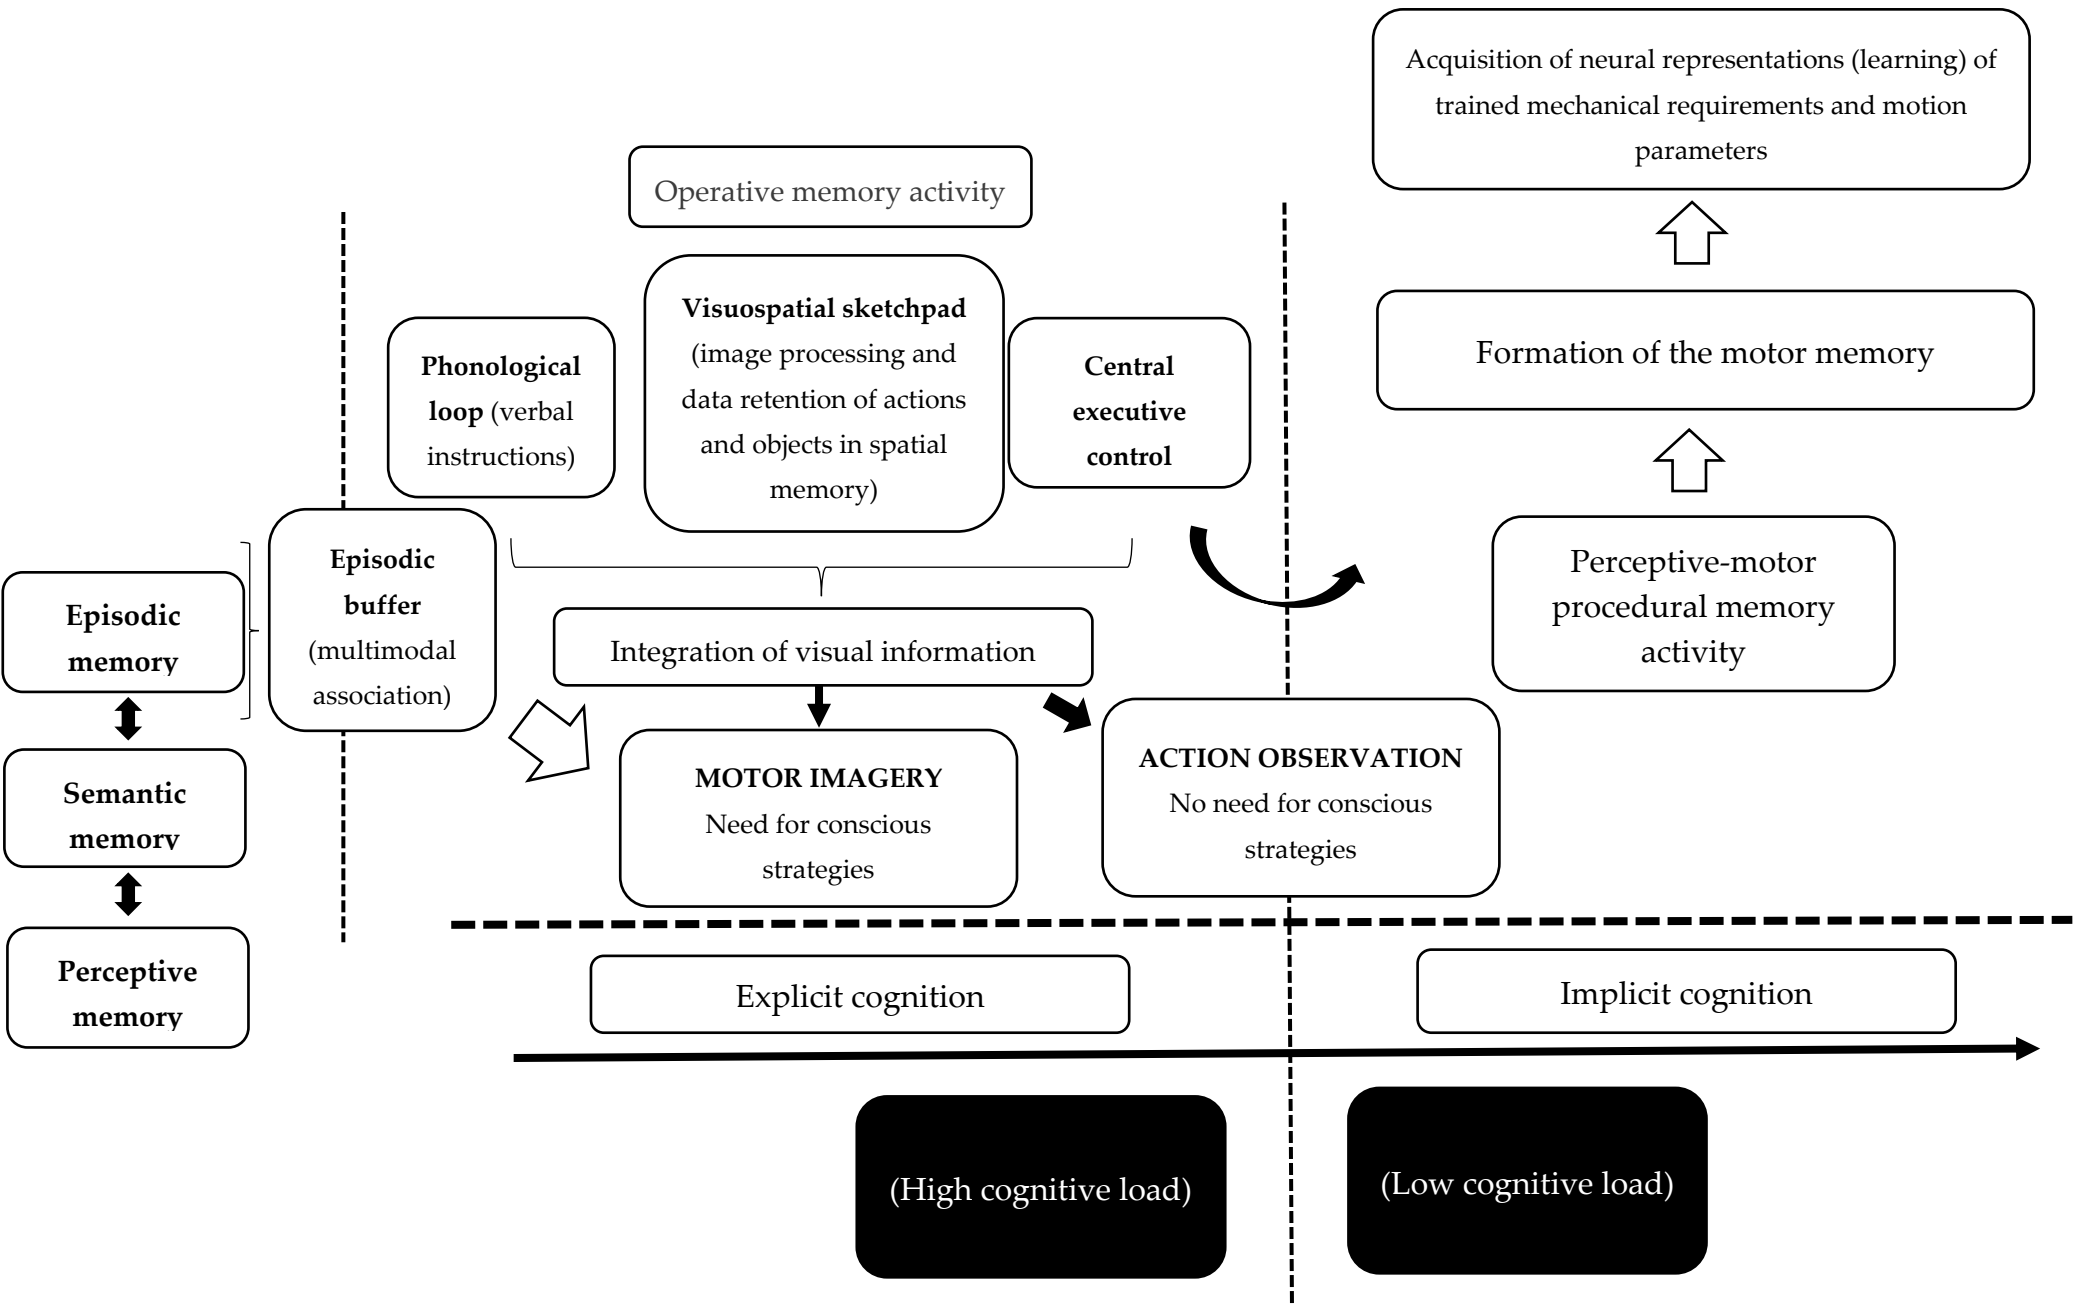 Acquisition of neural representations (learning) of
trained mechanical requirements and motion
parameters
Operative memory activity
Visuospatial sketchpad
(image processing and
data retention of actions
and objects in spatial
memory)
Phonological
loop (verbal
instructions)
Central
executive
control
Formation of the motor memory
Episodic
buffer
(multimodal
association)
Perceptive-motor
procedural memory
activity
Episodic
memory
Integration of visual information
Semantic
memory
MOTOR IMAGERY
Need for conscious
strategies
ACTION OBSERVATION
No need for conscious
strategies
Perceptive
memory
Explicit cognition
Implicit cognition
(High cognitive load)
(Low cognitive load)